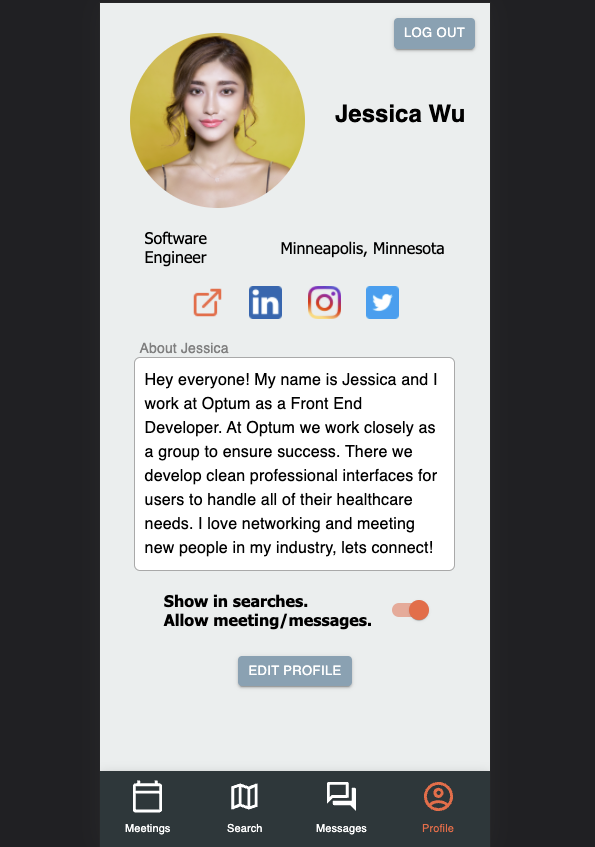 LOG OUT
Jessica Wu
Software
Engineer
Minneapolis, Minnesota
in
About Jessica
Hey everyone! My name is Jessica and I
work at Optum as a Front End
Developer. At Optum we work closely as
a group to ensure success. There we
develop clean professional interfaces for
users to handle all of their healthcare
needs. I love networking and meeting
new people in my industry, lets connect!
Show in searches.
Allow meeting/messages.
EDIT PROFILE
Meetings
Search
Messages
Profile